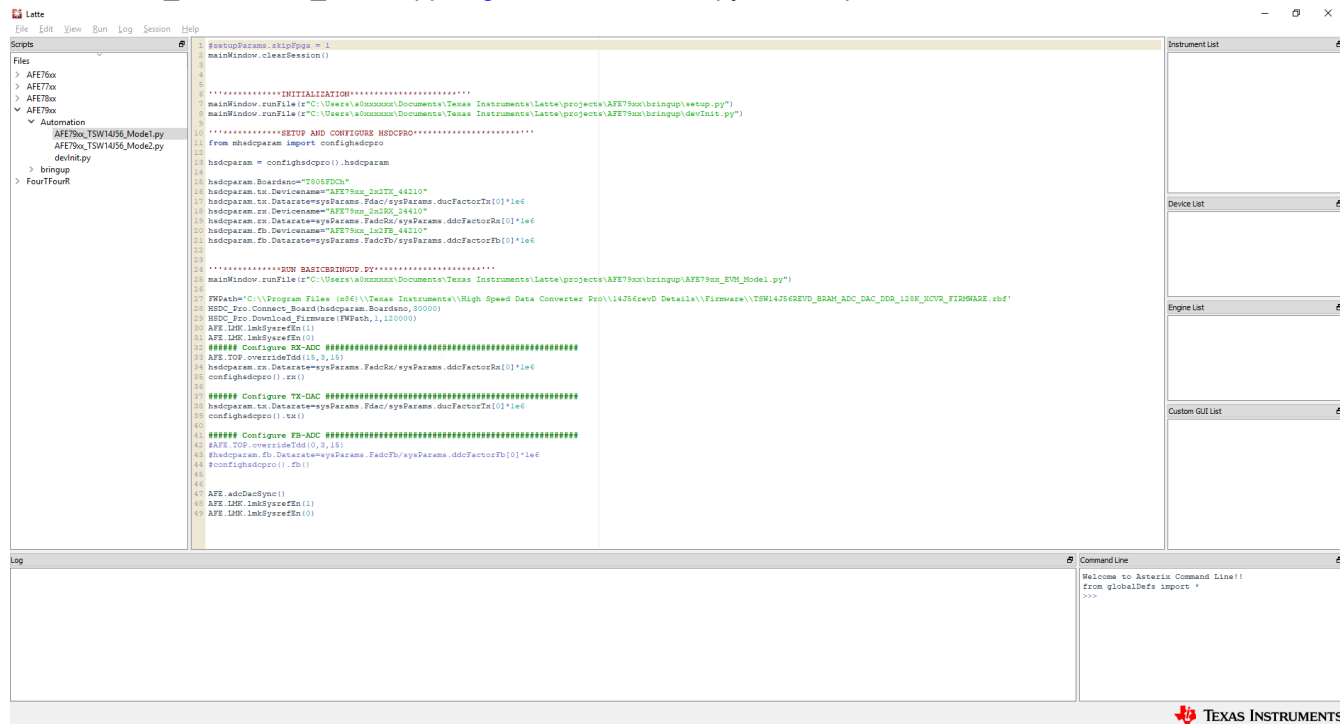 Latte
File Edit View Run Log Session Help
Scripts
Files
AFE76xx
AFE77xx
AFE78xx
AFE79xx
Automation
AFE79xx_TSW14J56_Mode1.py
AFE79xx_TSW14J56_Mode2.py
devInit.py
bringup
FourTFourR
1 #setupParams.skipFpga = 1
2 mainWindow.clearSession()
3
4
5
6 '''************INITIALIZATION**********************'''
7 mainWindow.runFile(r"C:\Users\a0xxxxxx\Documents\Texas Instruments\Latte\projects\AFE79xx\bringup\setup.py")
8 mainWindow.runFile(r"C:\Users\a0xxxxxx\Documents\Texas Instruments\Latte\projects\AFE79xx\bringup\devInit.py")
9
10 '''************SETUP AND CONFIGURE HSDCPRO**********************'''
11 from mhsdcparam import confighsdcpro
12
13 hsdcparam = confighsdcpro().hsdcparam
14
15 hsdcparam.Boardsno="T805FDCh"
16 hsdcparam.tx.Devicename="AFE79xx_2x2TX_44210"
17 hsdcparam.tx.Datarate=sysParams.Fdac/sysParams.ducFactorTx[0]*1e6
18 hsdcparam.rx.Devicename="AFE79xx_2x2RX_24410"
19 hsdcparam.rx.Datarate=sysParams.FadcRx/sysParams.ddcFactorRx[0]*1e6
20 hsdcparam.fb.Devicename="AFE79xx_1x2FB_44210"
21 hsdcparam.fb.Datarate=sysParams.FadcFb/sysParams.ddcFactorFb[0]*1e6
22
23
24 '''************RUN BASICBRINGUP.PY**********************'''
25 mainWindow.runFile(r"C:\Users\a0xxxxxx\Documents\Texas Instruments\Latte\projects\AFE79xx\bringup\AFE79xx_EVM_Mode1.py")
26
27 FWPath='C:\\Program Files (x86)\\Texas Instruments\\High Speed Data Converter Pro\\14J56revD Details\\Firmware\\TSW14J56REVD_BRAM_ADC_DAC_DDR_128K_XCVR_FIRMWARE.rbf'
28 HSDC_Pro.Connect_Board(hsdcparam.Boardsno,30000)
29 HSDC_Pro.Download_Firmware(FWPath,1,120000)
30 AFE.LMK.lmkSysrefEn(1)
31 AFE.LMK.lmkSysrefEn(0)
32 ###### Configure RX-ADC ####################################################
33 AFE.TOP.overrideTdd(15,3,15)
34 hsdcparam.rx.Datarate=sysParams.FadcRx/sysParams.ddcFactorRx[0]*1e6
35 confighsdcpro().rx()
36
37 ###### Configure TX-DAC ####################################################
38 hsdcparam.tx.Datarate=sysParams.Fdac/sysParams.ducFactorTx[0]*1e6
39 confighsdcpro().tx()
40
41 ###### Configure FB-ADC ####################################################
42 #AFE.TOP.overrideTdd(0,3,15)
43 #hsdcparam.fb.Datarate=sysParams.FadcFb/sysParams.ddcFactorFb[0]*1e6
44 #confighsdcpro().fb()
45
46
47 AFE.adcDacSync()
48 AFE.LMK.lmkSysrefEn(1)
49 AFE.LMK.lmkSysrefEn(0)
Instrument List
Device List
Engine List
Custom GUI List
Log
Command Line
Welcome to Asterix Command Line!!
from globalDefs import *
>>>
TEXAS INSTRUMENTS